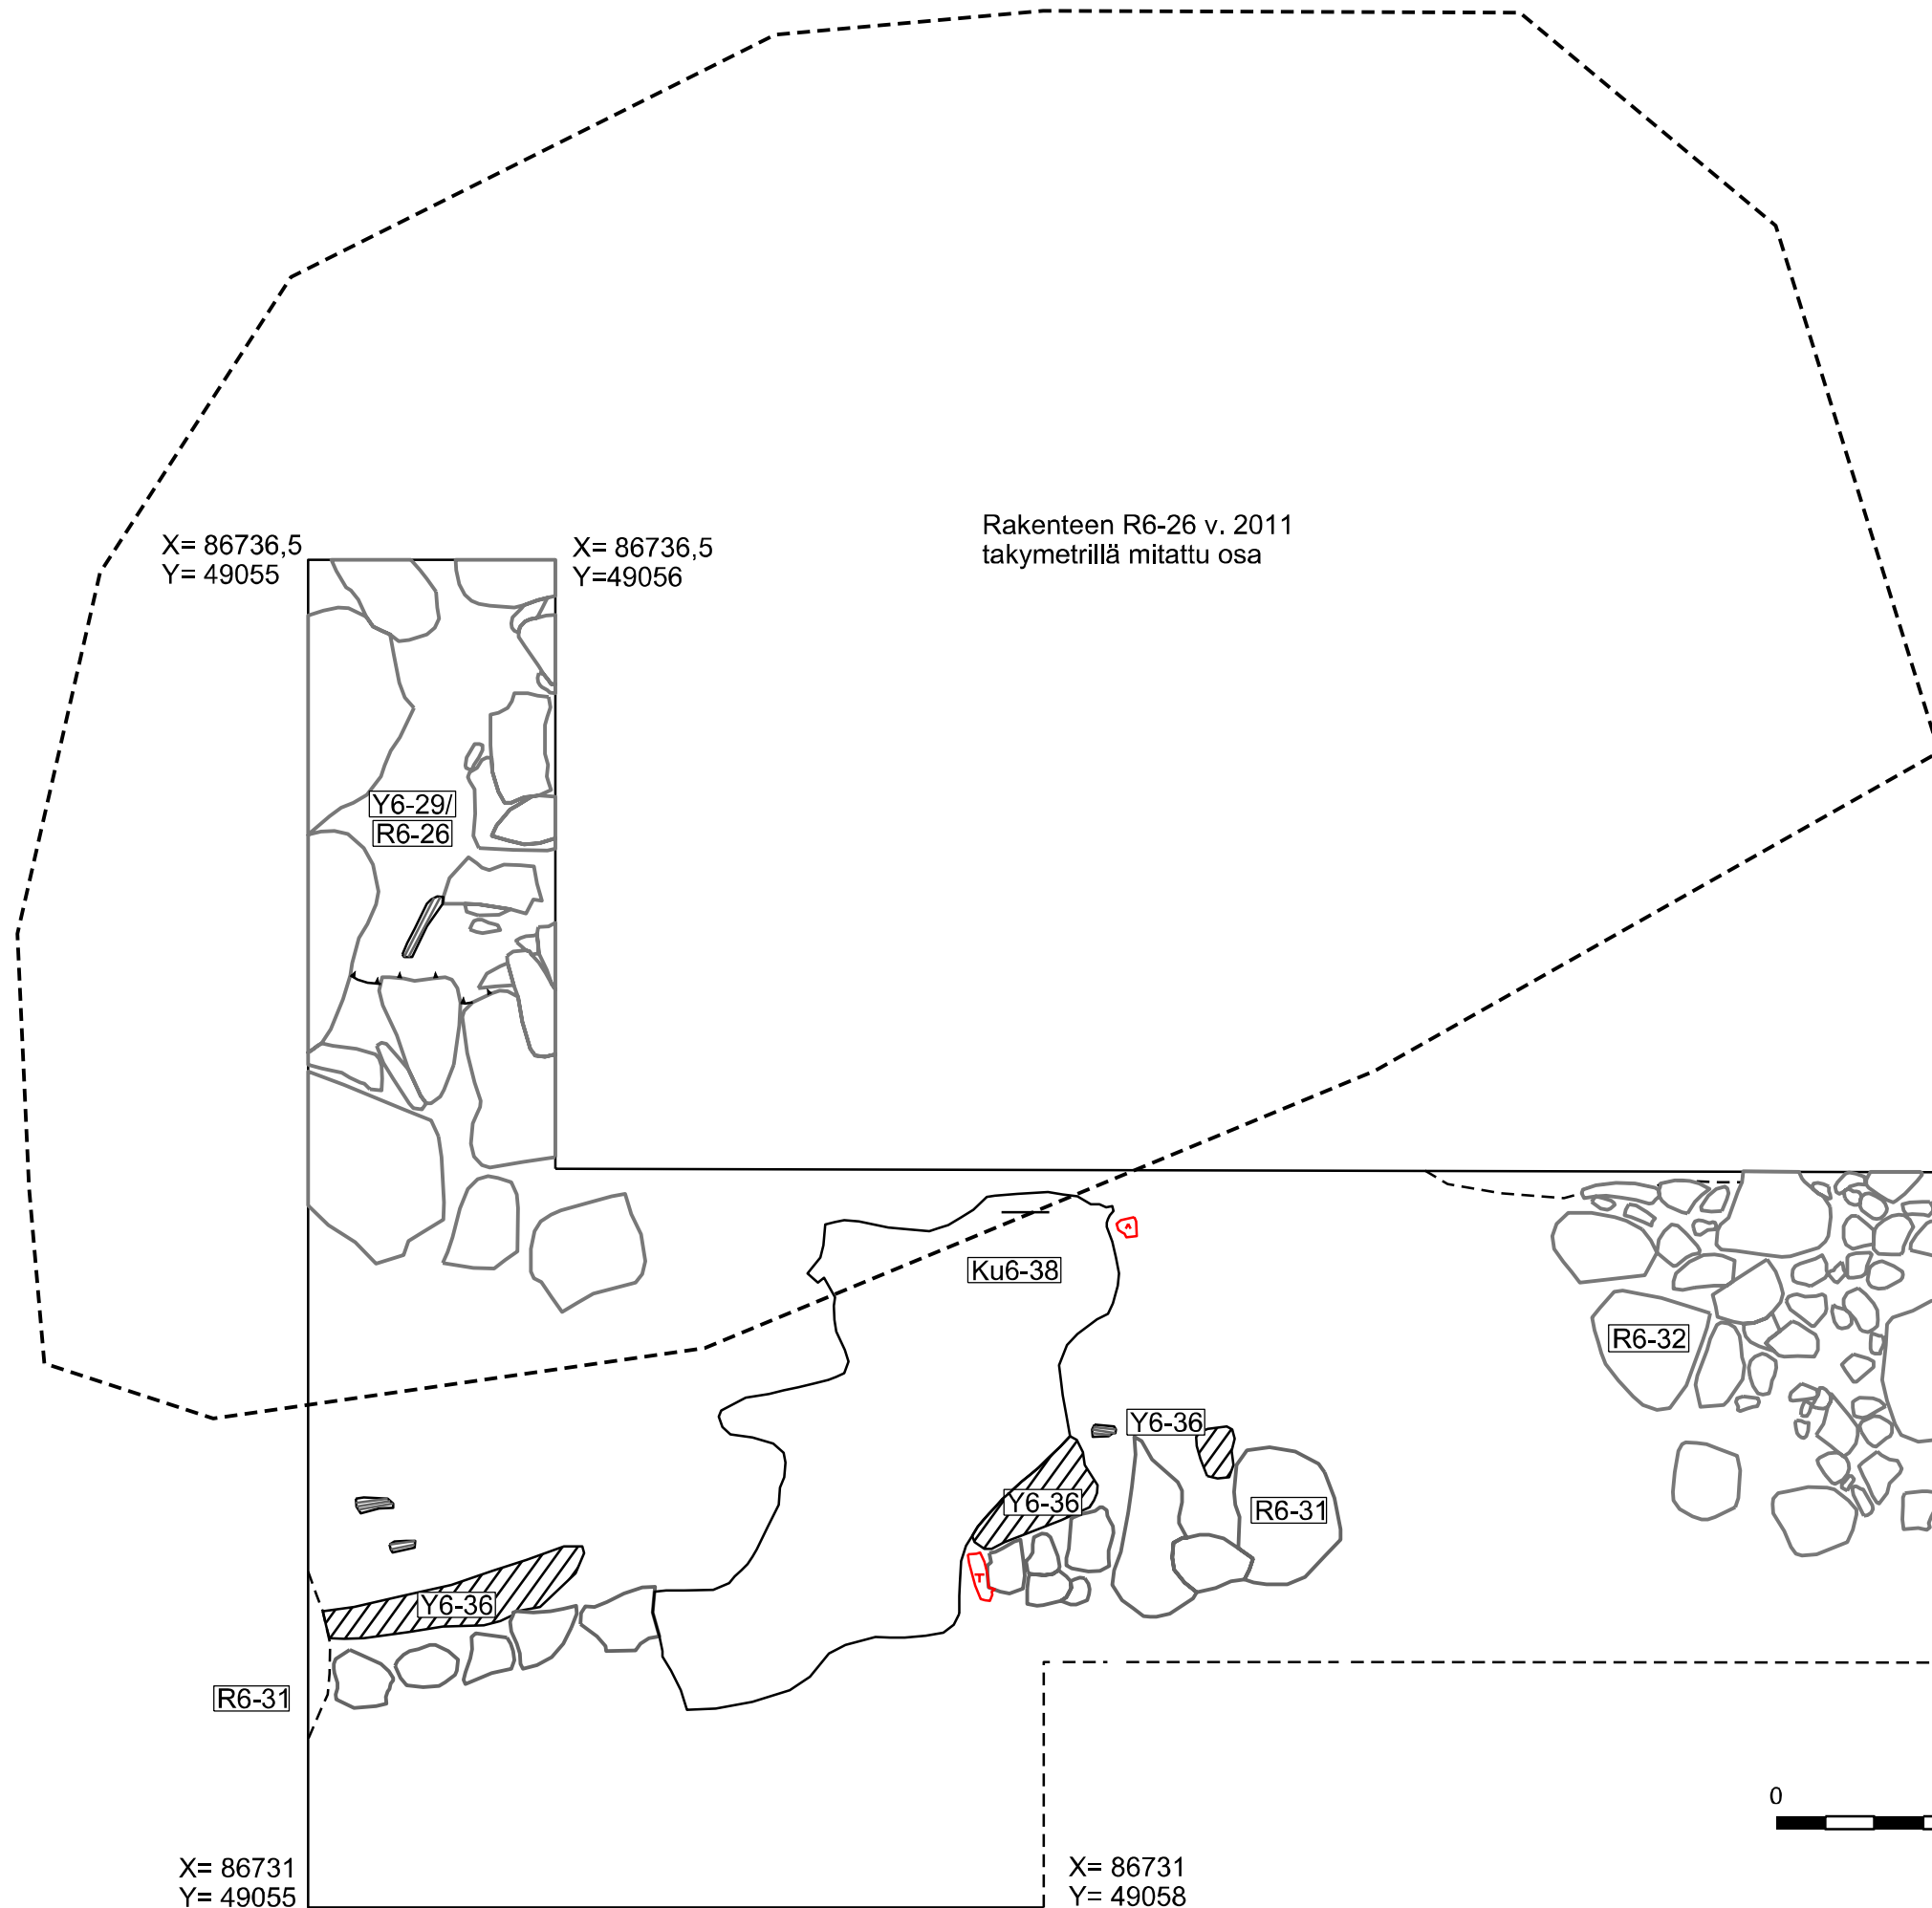 Rakenteen R6-26 v. 2011
takymetrillä mitattu osa
X= 86736,5
Y= 49055
X= 86736,5
Y=49056
Y6-29/
R6-26
Ku6-38
R6-32
Y6-36
Y6-36
R6-31
T
Y6-36
R6-31
0
X= 86731
Y= 49055
X= 86731
Y= 49058